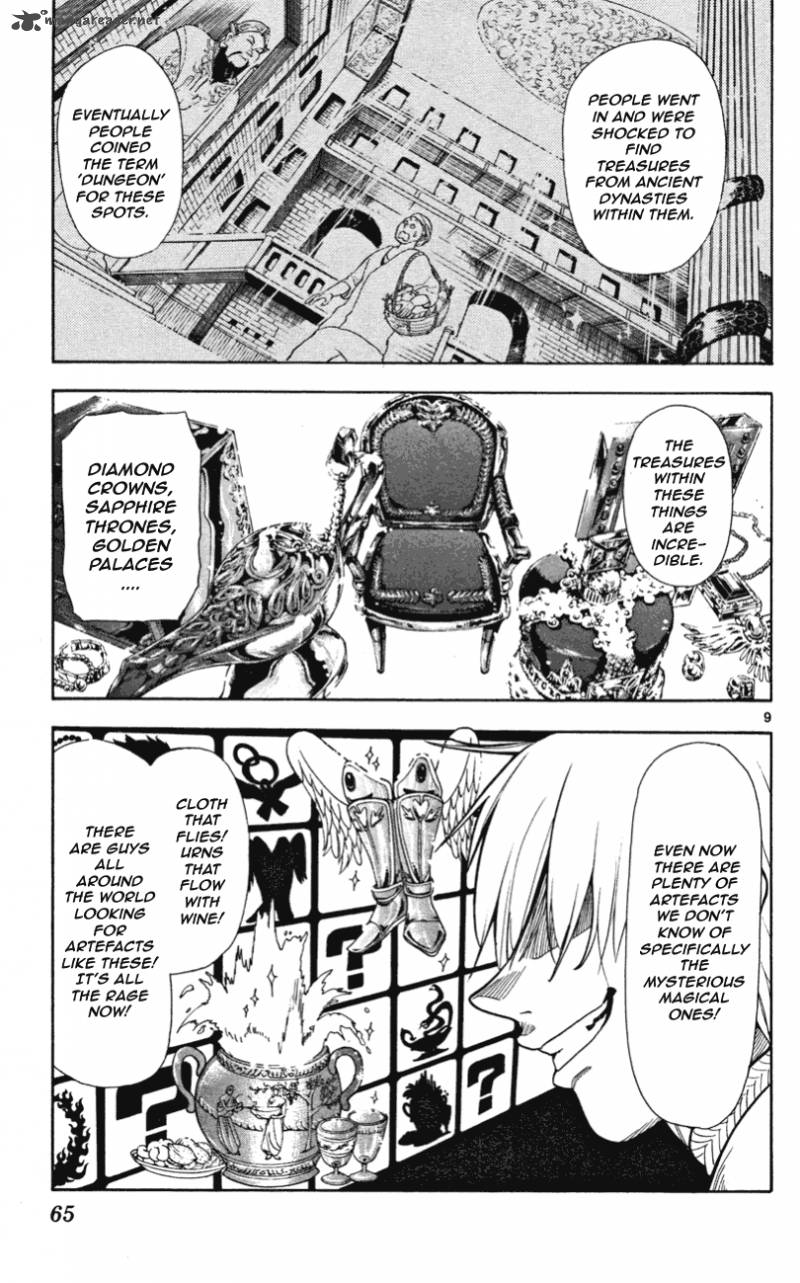 mangareader.net
PEOPLE WENT
IN AND WERE
SHOCKED TO
FIND
TREASURES
FROM ANCIENT
DYNASTIES
WITHIN THEM.
EVENTUALLY
PEOPLE
COINED
THE TERM
'DUNGEON'
FOR THESE
SPOTS.
THE
TREASURES
WITHIN
THESE
THINGS
ARE
INCRE-
DIBLE.
DIAMOND
CROWNS,
SAPPHIRE
THRONES,
GOLDEN
PALACES
....
9
EVEN NOW
THERE ARE
PLENTY OF
ARTEFACTS
WE DON'T
KNOW OF
SPECIFICALLY
THE
MYSTERIOUS
MAGICAL
ONES!
CLOTH
THAT
FLIES!
URNS
THAT
FLOW
WITH
WINE!
THERE
ARE GUYS
ALL
AROUND
THE WORLD
LOOKING
FOR
ARTEFACTS
LIKE THESE!
IT'S ALL
THE RAGE
NOW!
?
?
?
65